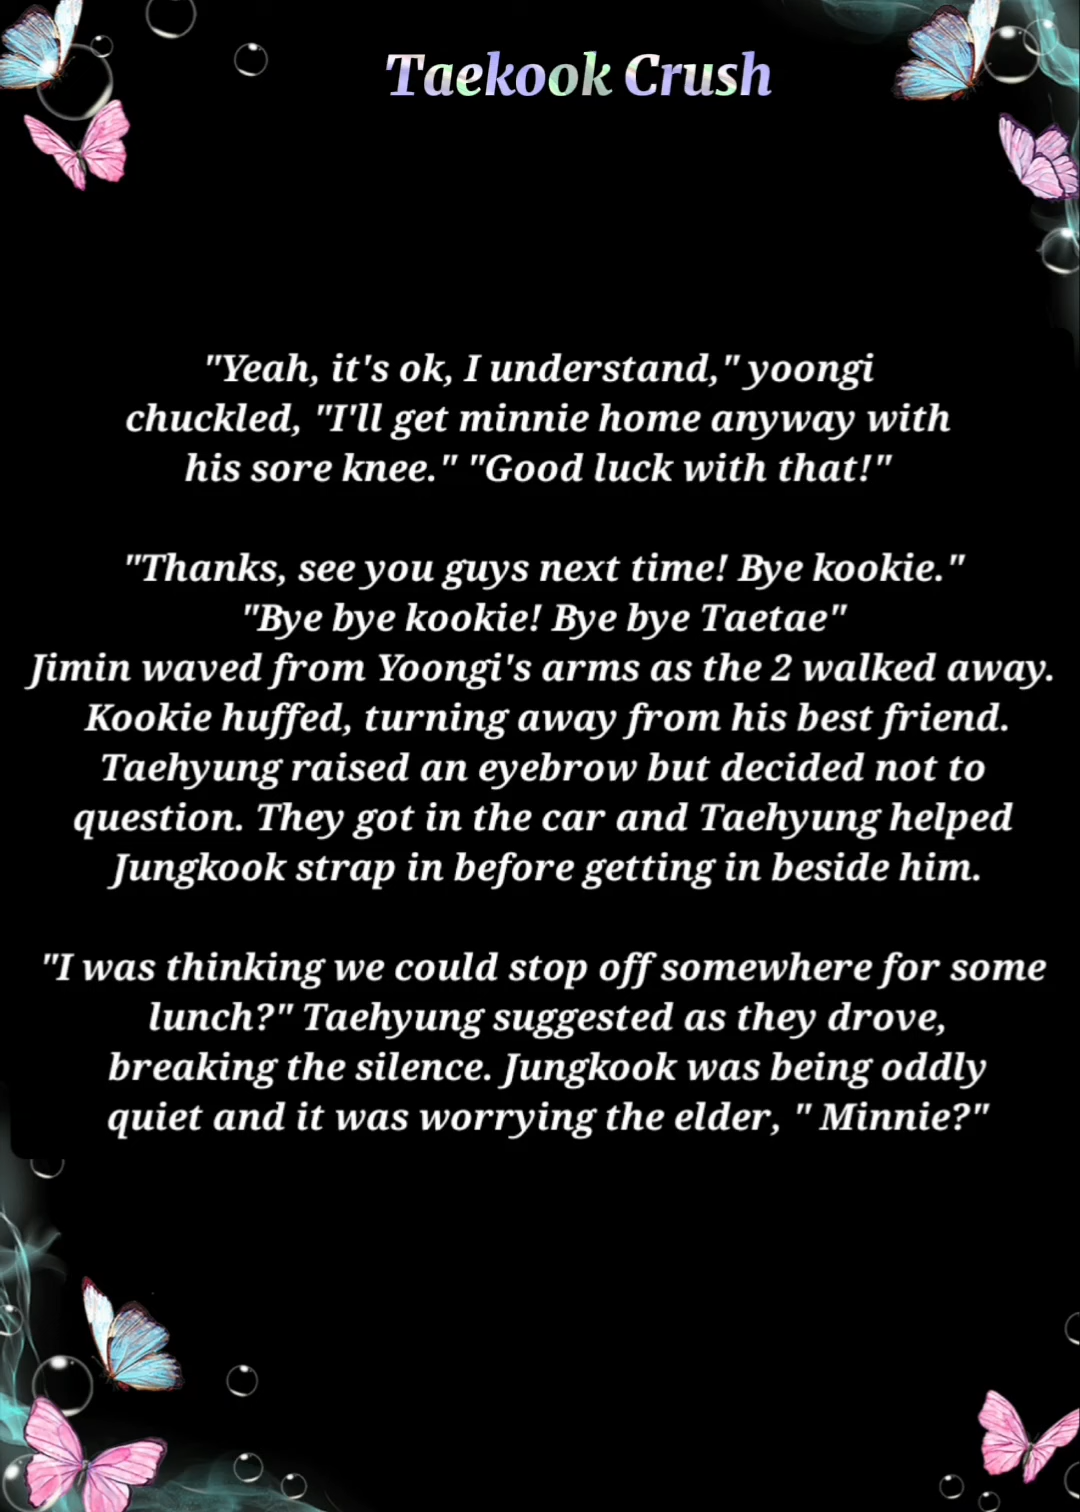 Taekook Crush
"Yeah, it's ok, I understand," yoongi
chuckled, "I'll get minnie home anyway with
his sore knee." "Good luck with that!"
"Thanks, see you guys next time! Bye kookie."
"Bye bye kookie! Bye bye Taetae"
Jimin waved from Yoongi's arms as the 2 walked away.
Kookie huffed, turning away from his best friend.
Taehyung raised an eyebrow but decided not to
question. They got in the car and Taehyung helped
Jungkook strap in before getting in beside him.
"I was thinking we could stop off somewhere for some
lunch?" Taehyung suggested as they drove,
breaking the silence. Jungkook was being oddly
quiet and it was worrying the elder, " Minnie?"